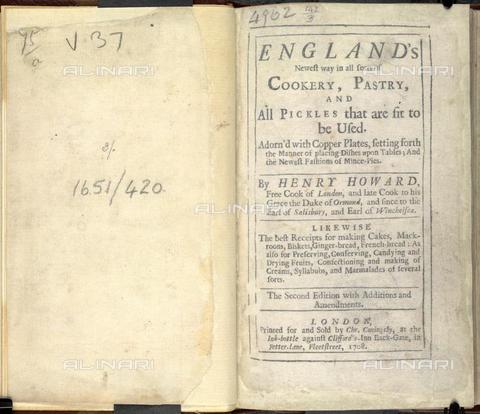 V.37
ALINARI
1651/420.
ALINARI
4962
ENGLAND's
Newest way in all sorts of
COOKERY, PASTRY,
AND
All PICKLES that are fit to
be Used.
Adorn'd with Copper Plates, setting forth
the Manner of placing Dishes upon Tables; And
the Newest Fashions of Mince-Pies.
By HENRY HOWARD,
Free Cook of London, and late Cook to his
Grace the Duke of Ormond, and since to the
Earl of Salisbury, and Earl of Winchelsea.
LIKEWISE
The best Receipts for making Cakes, Mack-
rooms, Biskets, Ginger-bread, French-bread: As
also for Preserving, Conserving, Candying and
Drying Fruits, Confectioning and making of
Creams, Syllabubs, and Marmalades of several
sorts.
The Second Edition with Additions and
Amendments.
LONDON,
Printed for and Sold by Chr. Coningsby, at the
Ink-bottle against Clifford's-Inn Back-Gate, in
Fetter-Lane, Fleetstreet, 1708.
ALINARI
ALINARI